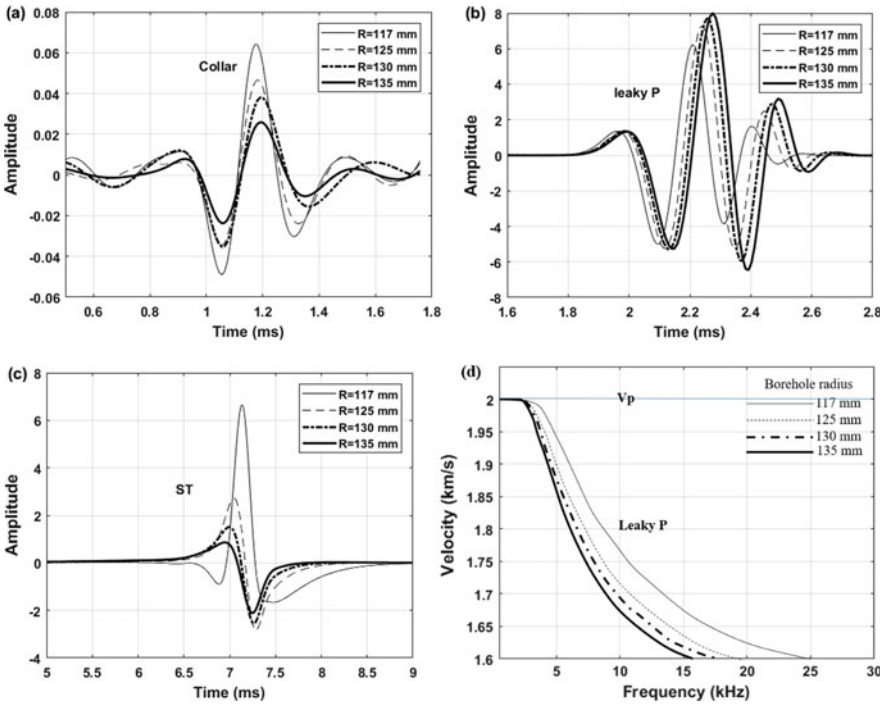 (a)
0.08
0.06
0.04
0.02
0
-0.02
-0.04
-0.06
Amplitude
Collar
R=117 mm
R=125 mm
R=130 mm
R=135 mm
0.6 0.8 1 1.2 1.4 1.6 1.8
Time (ms)
(b)
8
6
4
2
0
-2
-4
-6
-8
Amplitude
leaky P
R=117 mm
R=125 mm
R=130 mm
R=135 mm
1.6 1.8 2 2.2 2.4 2.6 2.8
Time (ms)
(c)
8
6
4
2
0
-2
-4
Amplitude
ST
R=117 mm
R=125 mm
R=130 mm
R=135 mm
5 5.5 6 6.5 7 7.5 8 8.5 9
Time (ms)
(d)
2
1.95
1.9
1.85
1.8
1.75
1.7
1.65
1.6
Velocity (km/s)
Vp
Borehole radius
117 mm
125 mm
130 mm
135 mm
Leaky P
5 10 15 20 25 30
Frequency (kHz)